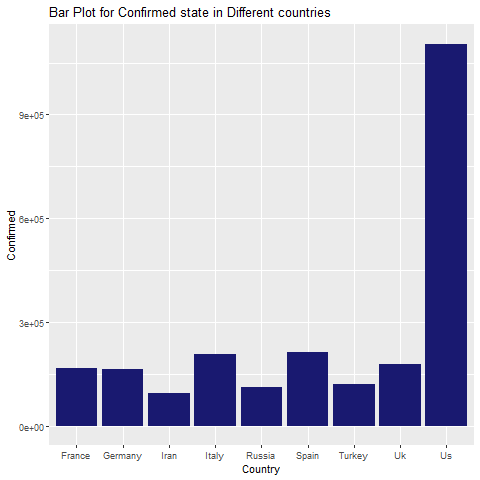 Bar Plot for Confirmed state in Different countries
9e+05
6e+05
3e+05
0e+00
Confirmed
France Germany Iran Italy Russia Spain Turkey Uk Us
Country